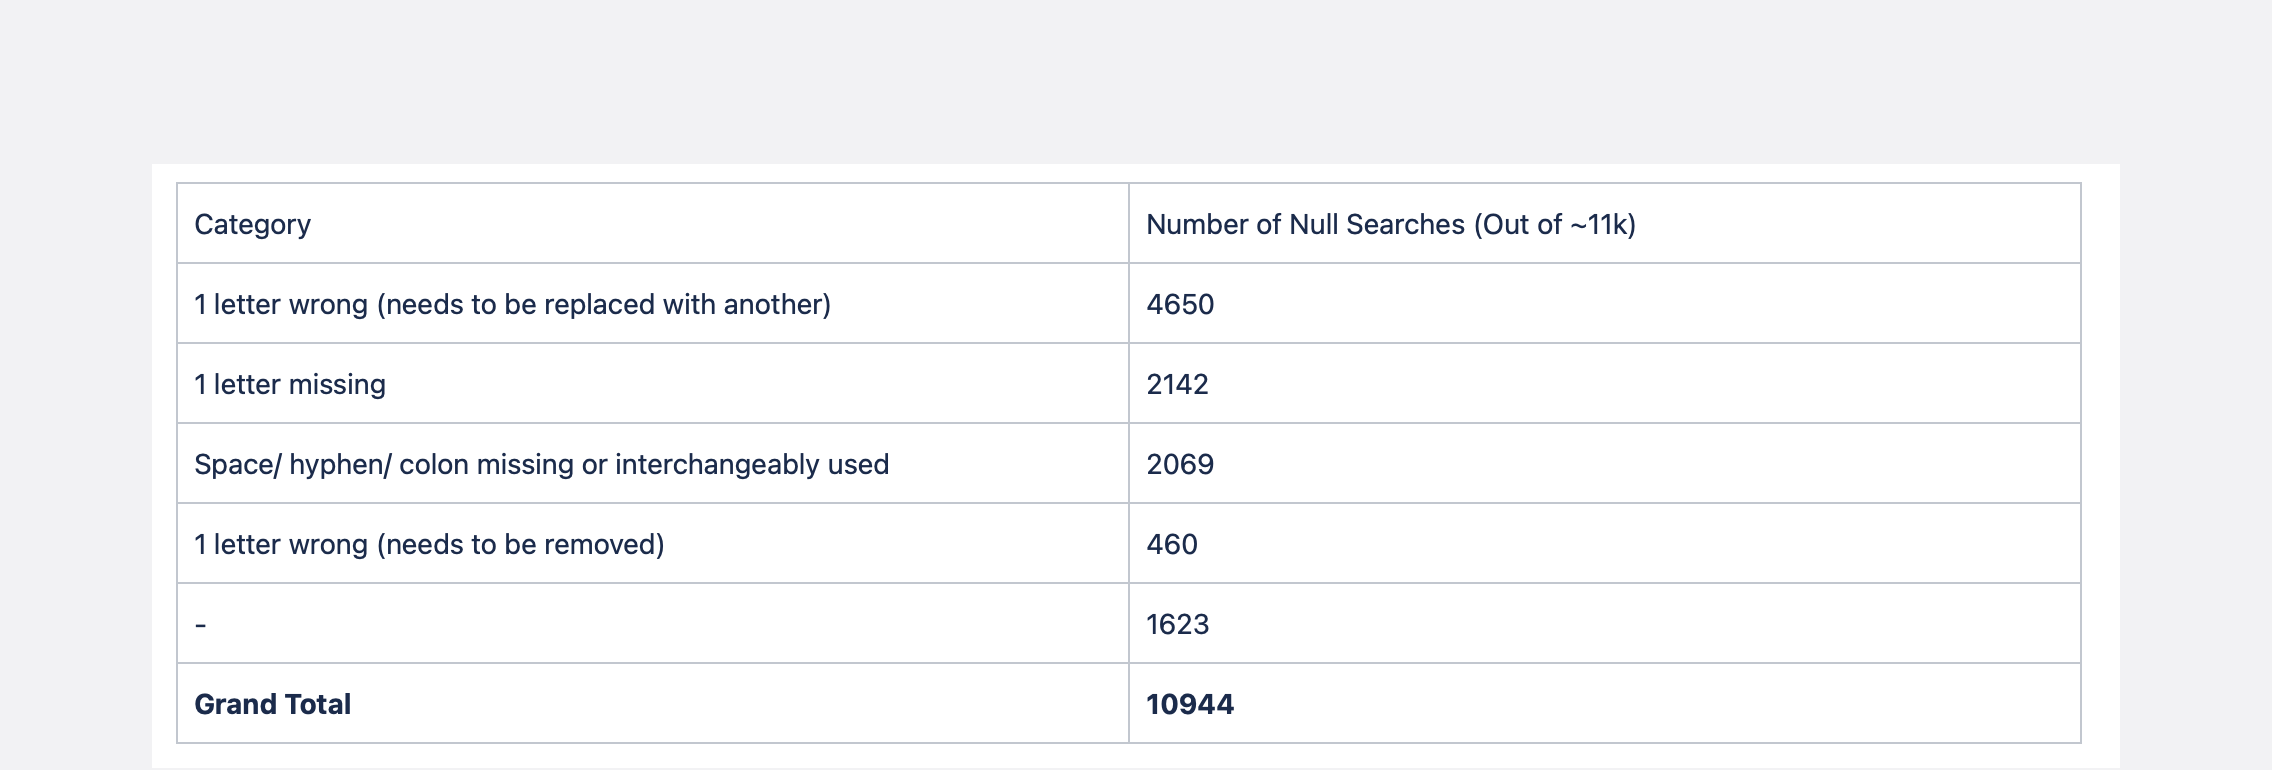 Category
Number of Null Searches (Out of ~11k)
1 letter wrong (needs to be replaced with another)
4650
1 letter missing
2142
Space/ hyphen/ colon missing or interchangeably used
2069
1 letter wrong (needs to be removed)
460
-
1623
Grand Total
10944